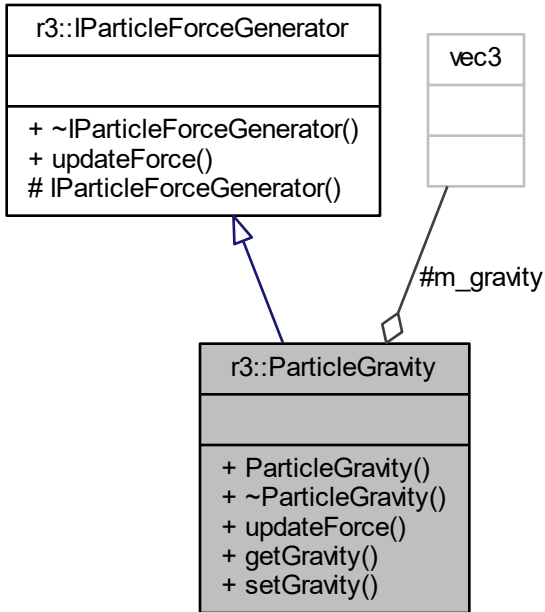 r3::IParticleForceGenerator
+ ~IParticleForceGenerator()
+ updateForce()
# IParticleForceGenerator()
vec3
#m_gravity
r3::ParticleGravity
+ ParticleGravity()
+ ~ParticleGravity()
+ updateForce()
+ getGravity()
+ setGravity()